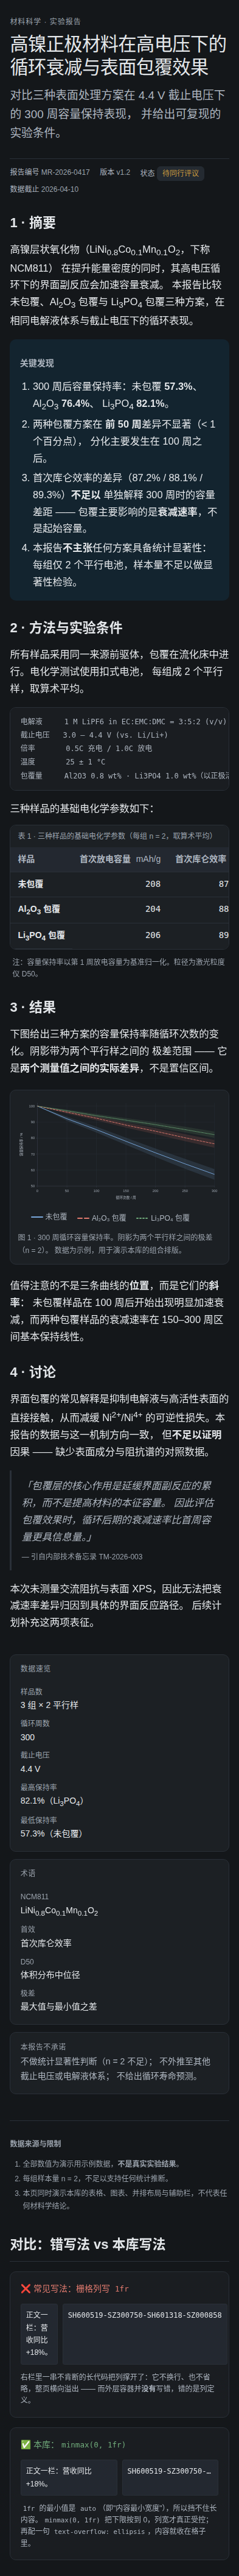 材料科学 · 实验报告
高镍正极材料在高电压下的
循环衰减与表面包覆效果
对比三种表面处理方案在 4.4 V 截止电压下
的 300 周容量保持表现， 并给出可复现的
实验条件。
报告编号 MR-2026-0417 版本 v1.2 状态 待同行评议
数据截止 2026-04-10
1 · 摘要
高镍层状氧化物（LiNi0.8Co0.1Mn0.1O2，下称
NCM811） 在提升能量密度的同时，其高电压循
环下的界面副反应会加速容量衰减。 本报告比较
未包覆、Al2O3 包覆与 Li3PO4 包覆三种方案，在
相同电解液体系与截止电压下的循环表现。
关键发现
1. 300 周后容量保持率：未包覆 57.3%、
Al2O3 76.4%、 Li3PO4 82.1%。
2. 两种包覆方案在 前 50 周差异不显著（< 1
个百分点）， 分化主要发生在 100 周之
后。
3. 首次库仑效率的差异（87.2% / 88.1% /
89.3%）不足以 单独解释 300 周时的容量
差距 —— 包覆主要影响的是衰减速率，不
是起始容量。
4. 本报告不主张任何方案具备统计显著性：
每组仅 2 个平行电池，样本量不足以做显
著性检验。
2 · 方法与实验条件
所有样品采用同一来源前驱体，包覆在流化床中进
行。电化学测试使用扣式电池， 每组成 2 个平行
样，取算术平均。
电解液 1 M LiPF6 in EC:EMC:DMC = 3:5:2 (v/v)
截止电压 3.0 – 4.4 V (vs. Li/Li+)
倍率 0.5C 充电 / 1.0C 放电
温度 25 ± 1 °C
包覆量 Al2O3 0.8 wt% · Li3PO4 1.0 wt%（以正极活
三种样品的基础电化学参数如下：
表 1 · 三种样品的基础电化学参数（每组 n = 2，取算术平均）
样品 首次放电容量 mAh/g 首次库仑效率
未包覆 208 87
Al2O3 包覆 204 88
Li3PO4 包覆 206 89
注：容量保持率以第 1 周放电容量为基准归一化。粒径为激光粒度
仪 D50。
3 · 结果
下图给出三种方案的容量保持率随循环次数的变
化。阴影带为两个平行样之间的 极差范围 —— 它
是两个测量值之间的实际差异，不是置信区间。
未包覆 Al₂O₃ 包覆 Li₃PO₄ 包覆
图 1 · 300 周循环容量保持率。阴影为两个平行样之间的极差
（n = 2）。 数据为示例，用于演示本库的组合排版。
值得注意的不是三条曲线的位置，而是它们的斜
率： 未包覆样品在 100 周后开始出现明显加速衰
减，而两种包覆样品的衰减速率在 150–300 周区
间基本保持线性。
4 · 讨论
界面包覆的常见解释是抑制电解液与高活性表面的
直接接触，从而减缓 Ni2+/Ni4+ 的可逆性损失。本
报告的数据与这一机制方向一致， 但不足以证明
因果 —— 缺少表面成分与阻抗谱的对照数据。
「包覆层的核心作用是延缓界面副反应的累
积，而不是提高材料的本征容量。 因此评估
包覆效果时，循环后期的衰减速率比首周容
量更具信息量。」
— 引自内部技术备忘录 TM-2026-003
本次未测量交流阻抗与表面 XPS，因此无法把衰
减速率差异归因到具体的界面反应路径。 后续计
划补充这两项表征。
数据速览
样品数
3 组 × 2 平行样
循环周数
300
截止电压
4.4 V
最高保持率
82.1%（Li3PO4）
最低保持率
57.3%（未包覆）
术语
NCM811
LiNi0.8Co0.1Mn0.1O2
首效
首次库仑效率
D50
体积分布中位径
极差
最大值与最小值之差
本报告不承诺
不做统计显著性判断（n = 2 不足）； 不外推至其他
截止电压或电解液体系； 不给出循环寿命预测。
数据来源与限制
1. 全部数值为演示用示例数据，不是真实实验结果。
2. 每组样本量 n = 2，不足以支持任何统计推断。
3. 本页同时演示本库的表格、图表、并排布局与辅助栏，不代表任
何材料学结论。
对比：错写法 vs 本库写法
❌ 常见写法：栅格列写 1fr
正文一 SH600519-SZ300750-SH601318-SZ000858
栏：营
收同比
+18%。
右栏里一串不肯断的长代码把列撑开了：它不换行、也不省
略，整页横向溢出 —— 而外层容器并没有写错，错的是列定
义。
✅ 本库： minmax(0, 1fr)
正文一栏：营收同比 SH600519-SZ300750-…
+18%。
1fr 的最小值是 auto （即"内容最小宽度"），所以挡不住长
内容。 minmax(0, 1fr) 把下限按到 0，列宽才真正受控；
再配一句 text-overflow: ellipsis ，内容就收在格子
里。